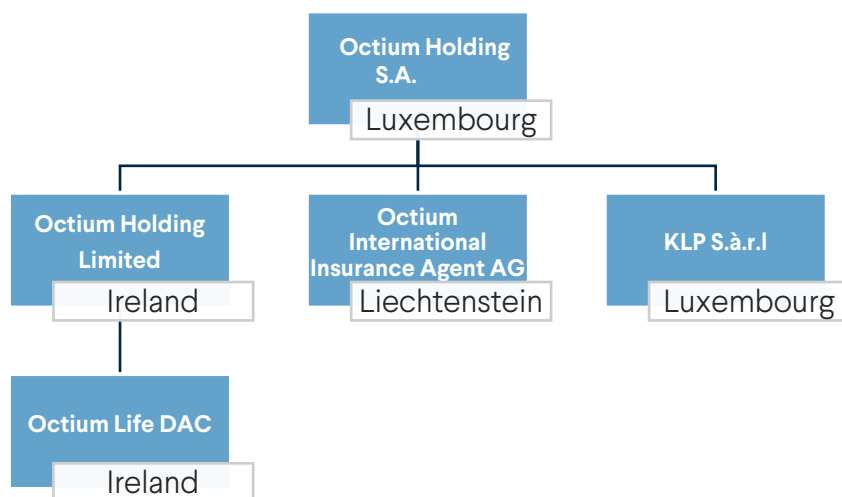 Octium Holding
S.A.
Luxembourg
Octium Holding
Limited
Ireland
Octium
International
Insurance Agent AG
Liechtenstein
KLP S.à.r.l
Luxembourg
Octium Life DAC
Ireland